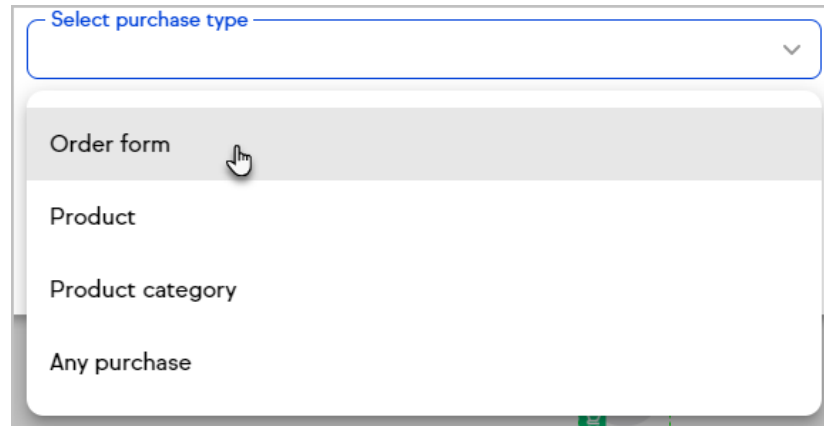 Select purchase type
Order form
Product
Product category
Any purchase